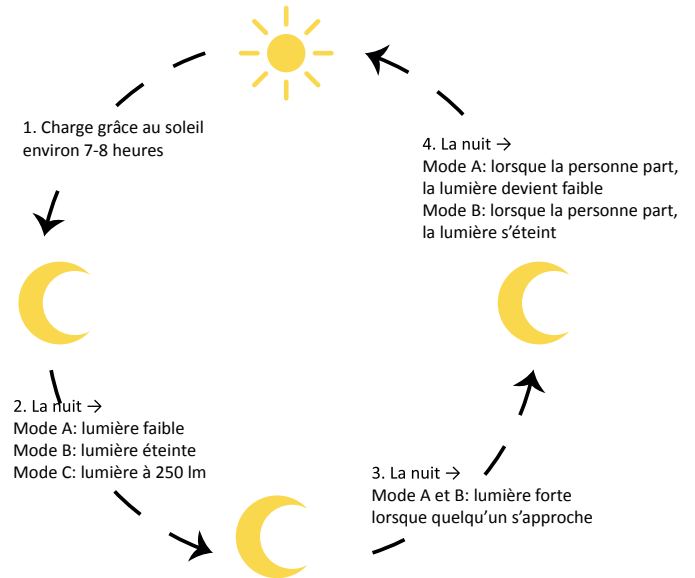 1. Charge grâce au soleil
environ 7-8 heures
2. La nuit →
Mode A: lumière faible
Mode B: lumière éteinte
Mode C: lumière à 250 lm
3. La nuit →
Mode A et B: lumière forte
lorsque quelqu’un s’approche
4. La nuit →
Mode A: lorsque la personne part,
la lumière devient faible
Mode B: lorsque la personne part,
la lumière s’éteint